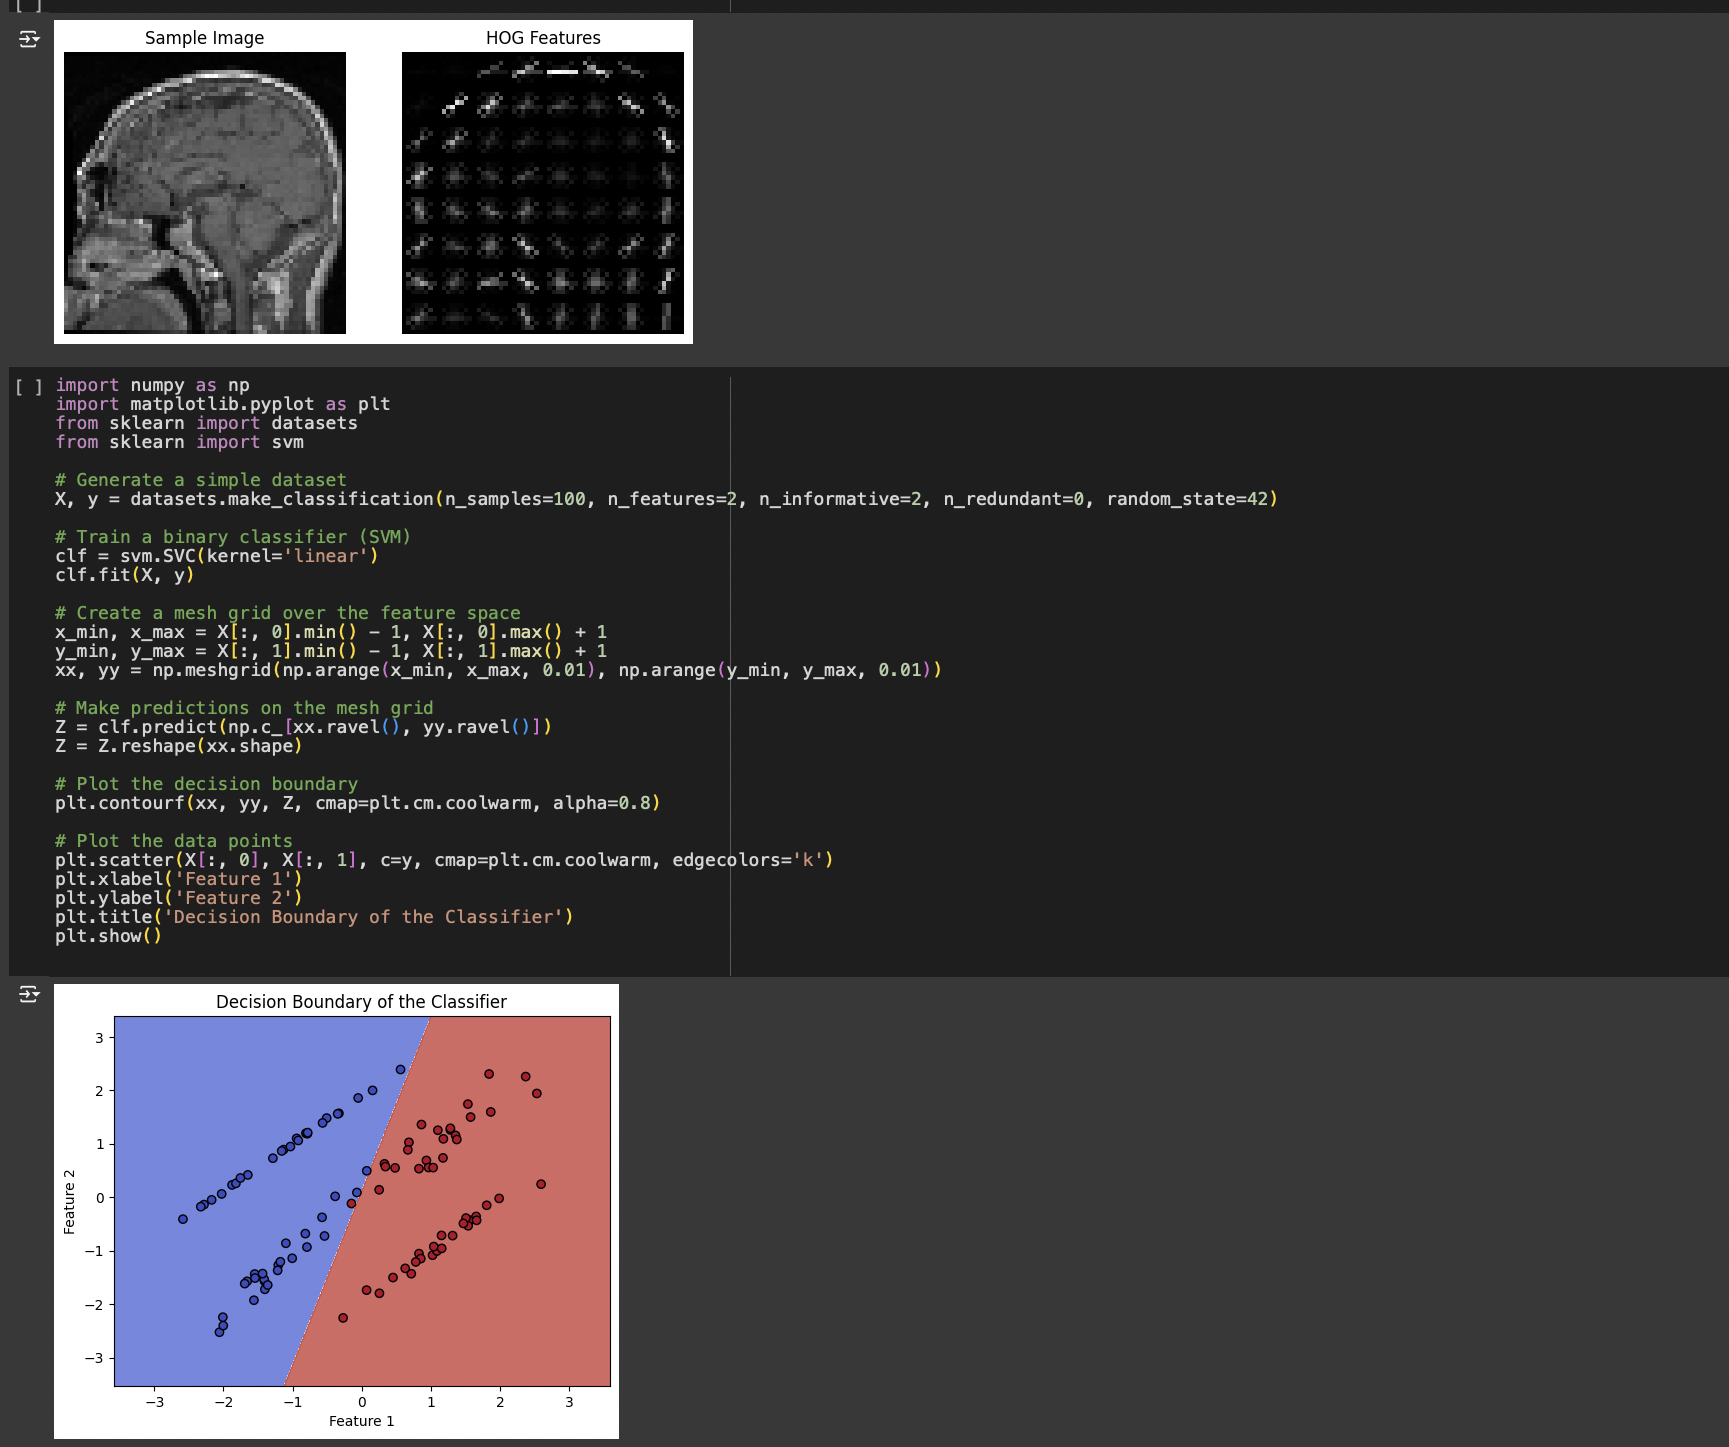 [ ]
Sample Image
HOG Features
[ ]
import numpy as np
import matplotlib.pyplot as plt
from sklearn import datasets
from sklearn import svm
# Generate a simple dataset
X, y = datasets.make_classification(n_samples=100, n_features=2, n_informative=2, n_redundant=0, random_state=42)
# Train a binary classifier (SVM)
clf = svm.SVC(kernel='linear')
clf.fit(X, y)
# Create a mesh grid over the feature space
x_min, x_max = X[:, 0].min() - 1, X[:, 0].max() + 1
y_min, y_max = X[:, 1].min() - 1, X[:, 1].max() + 1
xx, yy = np.meshgrid(np.arange(x_min, x_max, 0.01), np.arange(y_min, y_max, 0.01))
# Make predictions on the mesh grid
Z = clf.predict(np.c_[xx.ravel(), yy.ravel()])
Z = Z.reshape(xx.shape)
# Plot the decision boundary
plt.contourf(xx, yy, Z, cmap=plt.cm.coolwarm, alpha=0.8)
# Plot the data points
plt.scatter(X[:, 0], X[:, 1], c=y, cmap=plt.cm.coolwarm, edgecolors='k')
plt.xlabel('Feature 1')
plt.ylabel('Feature 2')
plt.title('Decision Boundary of the Classifier')
plt.show()
Decision Boundary of the Classifier
3
2
1
0
−1
−2
−3
Feature 2
−3 −2 −1 0 1 2 3
Feature 1